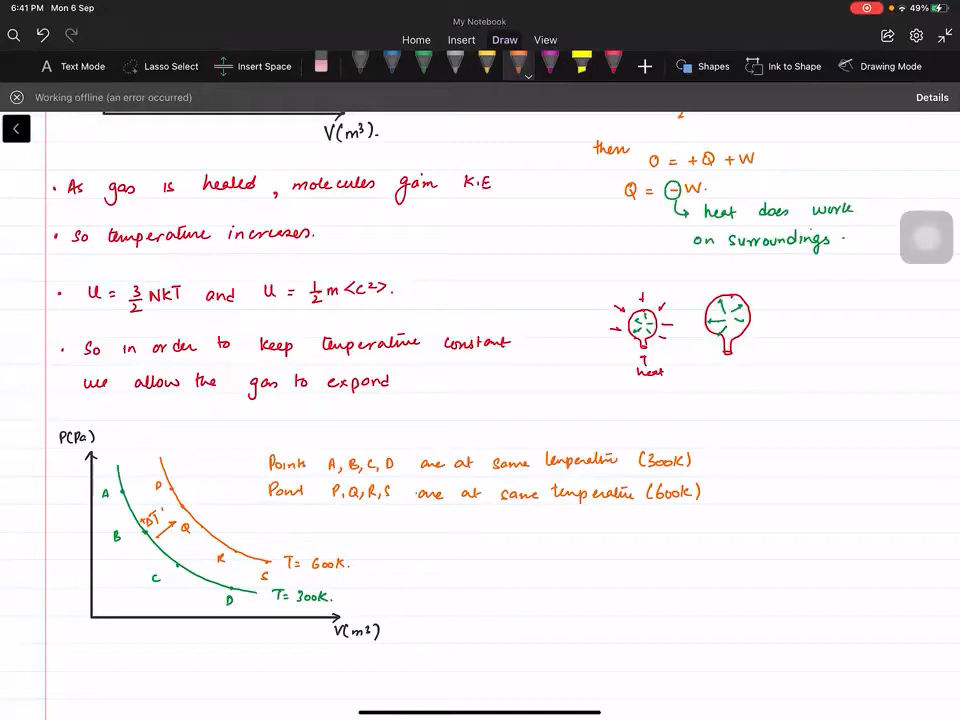 6:41 PM Mon 6 Sep
49%
My Notebook
Home Insert Draw View
Text Mode Lasso Select Insert Space Shapes Ink to Shape Drawing Mode
Working offline (an error occurred) Details
V(m³).
2
then
0 = +Q +W
Q = -W.
heat does work
on surroundings.
• As gas is heated, molecules gain K.E
• So temperature increases.
• U = 3/2 NKT and U = 1/2 m <c²>.
• So in order to keep temperature constant
we allow the gas to expand
heat
P(Pa)
Points A, B, C, D are at same temperature (300K)
Point P, Q, R, S are at same temperature (600K)
A
P
"ΔT"
Q
B
R
S
T= 600K.
C
D
T= 300K.
V(m³)